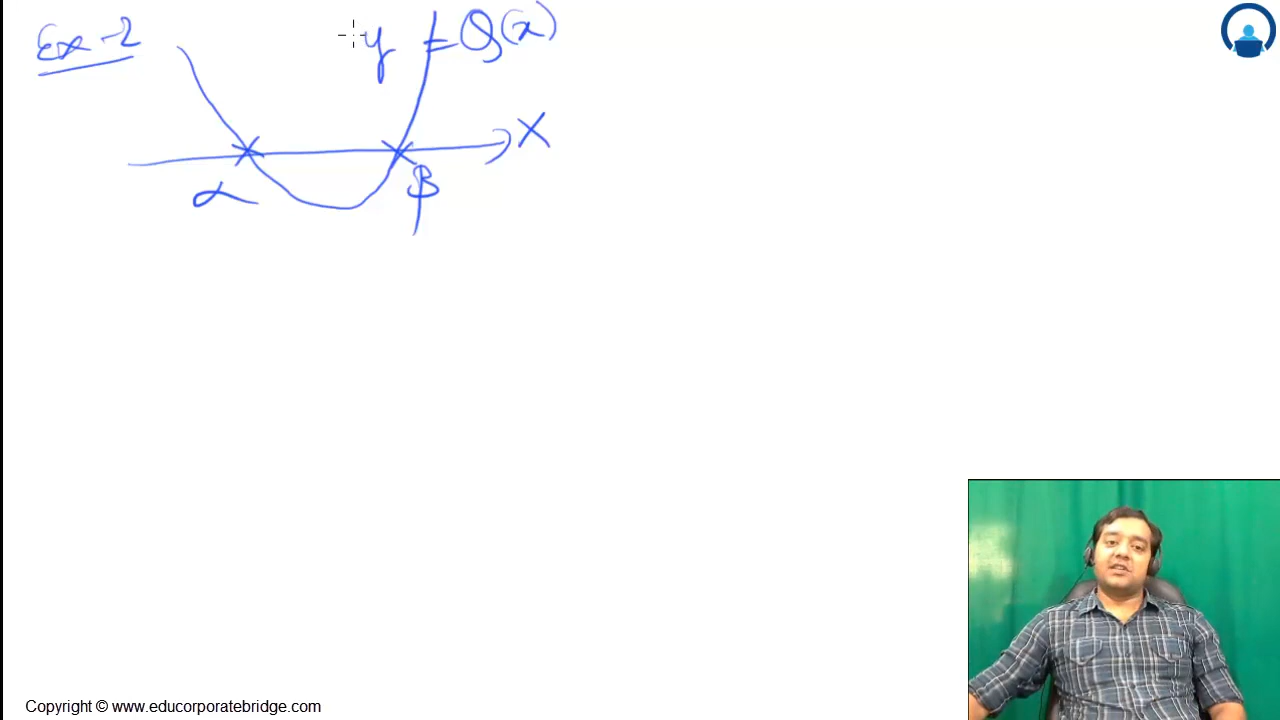 Ex-2
y = Q(x)
X
α
β
Copyright © www.educorporatebridge.com